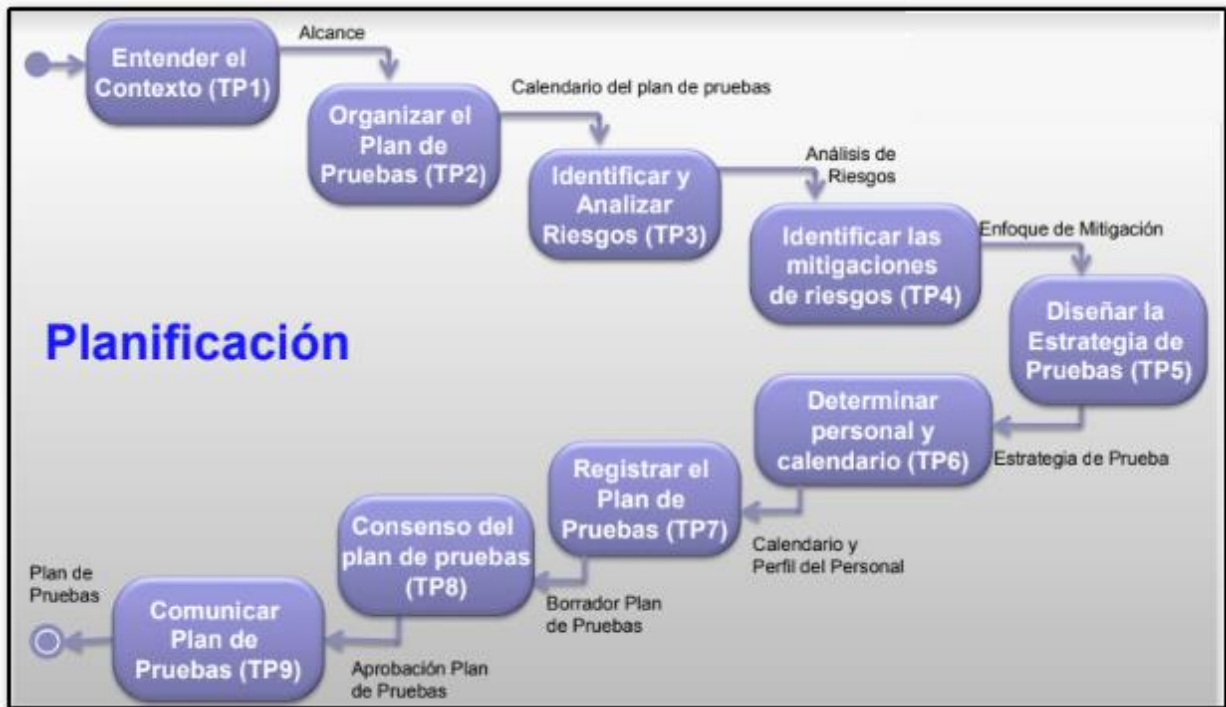 Entender el
Contexto (TP1)
Alcance
Organizar el
Plan de
Pruebas (TP2)
Calendario del plan de pruebas
Identificar y
Analizar
Riesgos (TP3)
Análisis de
Riesgos
Identificar las
mitigaciones
de riesgos (TP4)
Enfoque de Mitigación
Diseñar la
Estrategia de
Pruebas (TP5)
Planificación
Estrategia de Prueba
Determinar
personal y
calendario (TP6)
Calendario y
Perfil del Personal
Registrar el
Plan de
Pruebas (TP7)
Borrador Plan
de Pruebas
Consenso del
plan de pruebas
(TP8)
Aprobación Plan
de Pruebas
Comunicar
Plan de
Pruebas (TP9)
Plan de
Pruebas